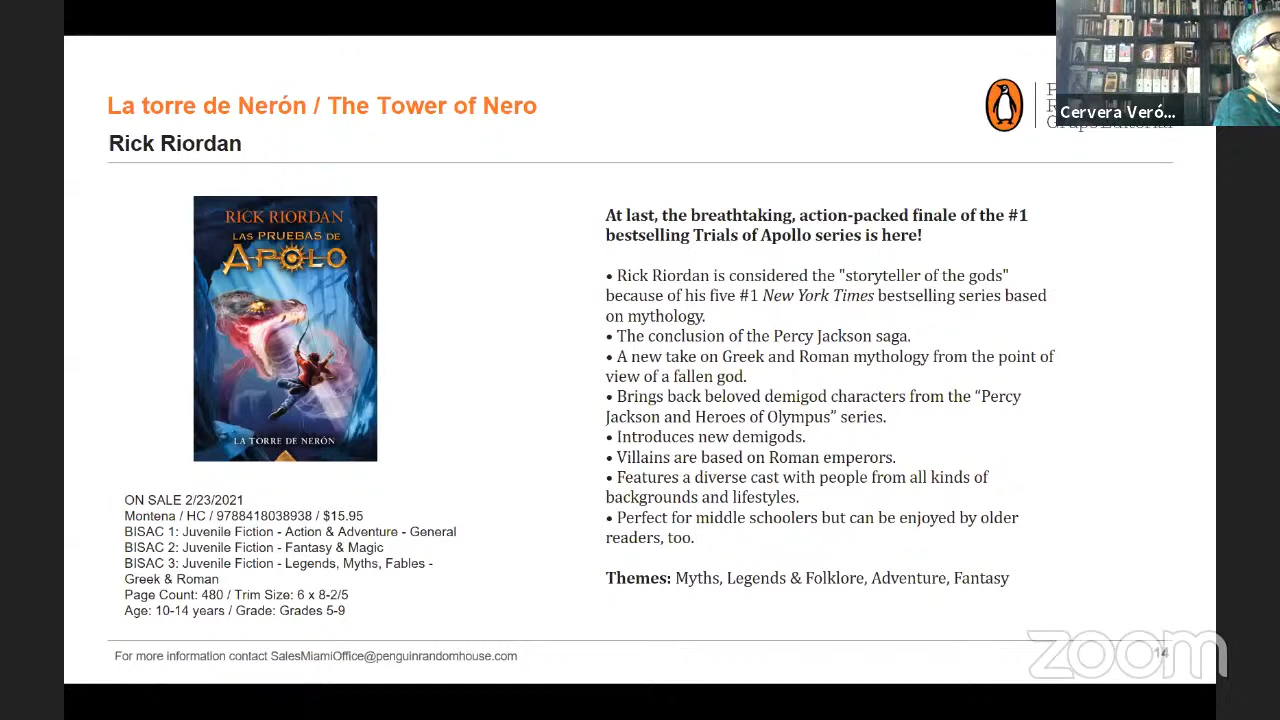 La torre de Nerón / The Tower of Nero
Rick Riordan
Cervera Veró...
RICK RIORDAN
LAS PRUEBAS DE
APOLO
LA TORRE DE NERÓN
ON SALE 2/23/2021
Montena / HC / 9788418038938 / $15.95
BISAC 1: Juvenile Fiction - Action & Adventure - General
BISAC 2: Juvenile Fiction - Fantasy & Magic
BISAC 3: Juvenile Fiction - Legends, Myths, Fables -
Greek & Roman
Page Count: 480 / Trim Size: 6 x 8-2/5
Age: 10-14 years / Grade: Grades 5-9
At last, the breathtaking, action-packed finale of the #1
bestselling Trials of Apollo series is here!
• Rick Riordan is considered the "storyteller of the gods"
because of his five #1 New York Times bestselling series based
on mythology.
• The conclusion of the Percy Jackson saga.
• A new take on Greek and Roman mythology from the point of
view of a fallen god.
• Brings back beloved demigod characters from the “Percy
Jackson and Heroes of Olympus” series.
• Introduces new demigods.
• Villains are based on Roman emperors.
• Features a diverse cast with people from all kinds of
backgrounds and lifestyles.
• Perfect for middle schoolers but can be enjoyed by older
readers, too.
Themes: Myths, Legends & Folklore, Adventure, Fantasy
For more information contact SalesMiamiOffice@penguinrandomhouse.com
14
zoom